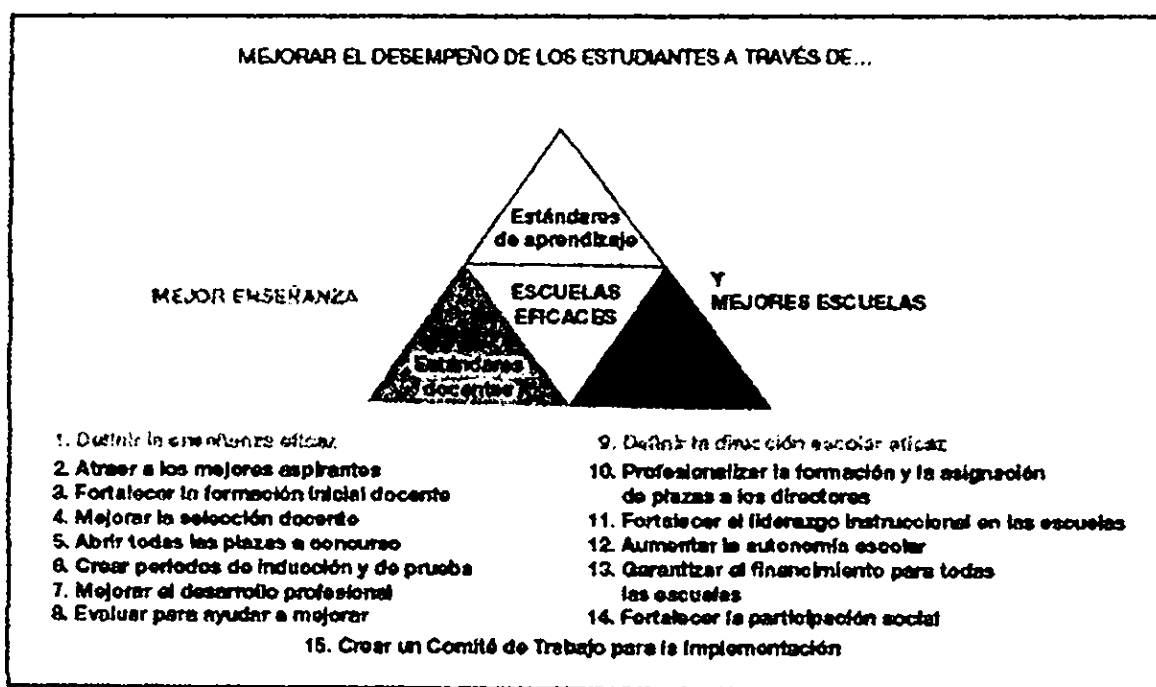 MEJORAR EL DESEMPEÑO DE LOS ESTUDIANTES A TRAVÉS DE...
Estándares
de aprendizaje
MEJOR ENSEÑANZA
ESCUELAS
EFICACES
Y
MEJORES ESCUELAS
Estándares
docentes
1. Definir la enseñanza eficaz
2. Atraer a los mejores aspirantes
3. Fortalecer la formación inicial docente
4. Mejorar la selección docente
5. Abrir todas las plazas a concurso
6. Crear periodos de inducción y de prueba
7. Mejorar el desarrollo profesional
8. Evaluar para ayudar a mejorar
9. Definir la dirección escolar eficaz
10. Profesionalizar la formación y la asignación
de plazas a los directores
11. Fortalecer el liderazgo instruccional en las escuelas
12. Aumentar la autonomía escolar
13. Garantizar el financimiento para todas
las escuelas
14. Fortalecer la participación social
15. Crear un Comité de Trabajo para la Implementación